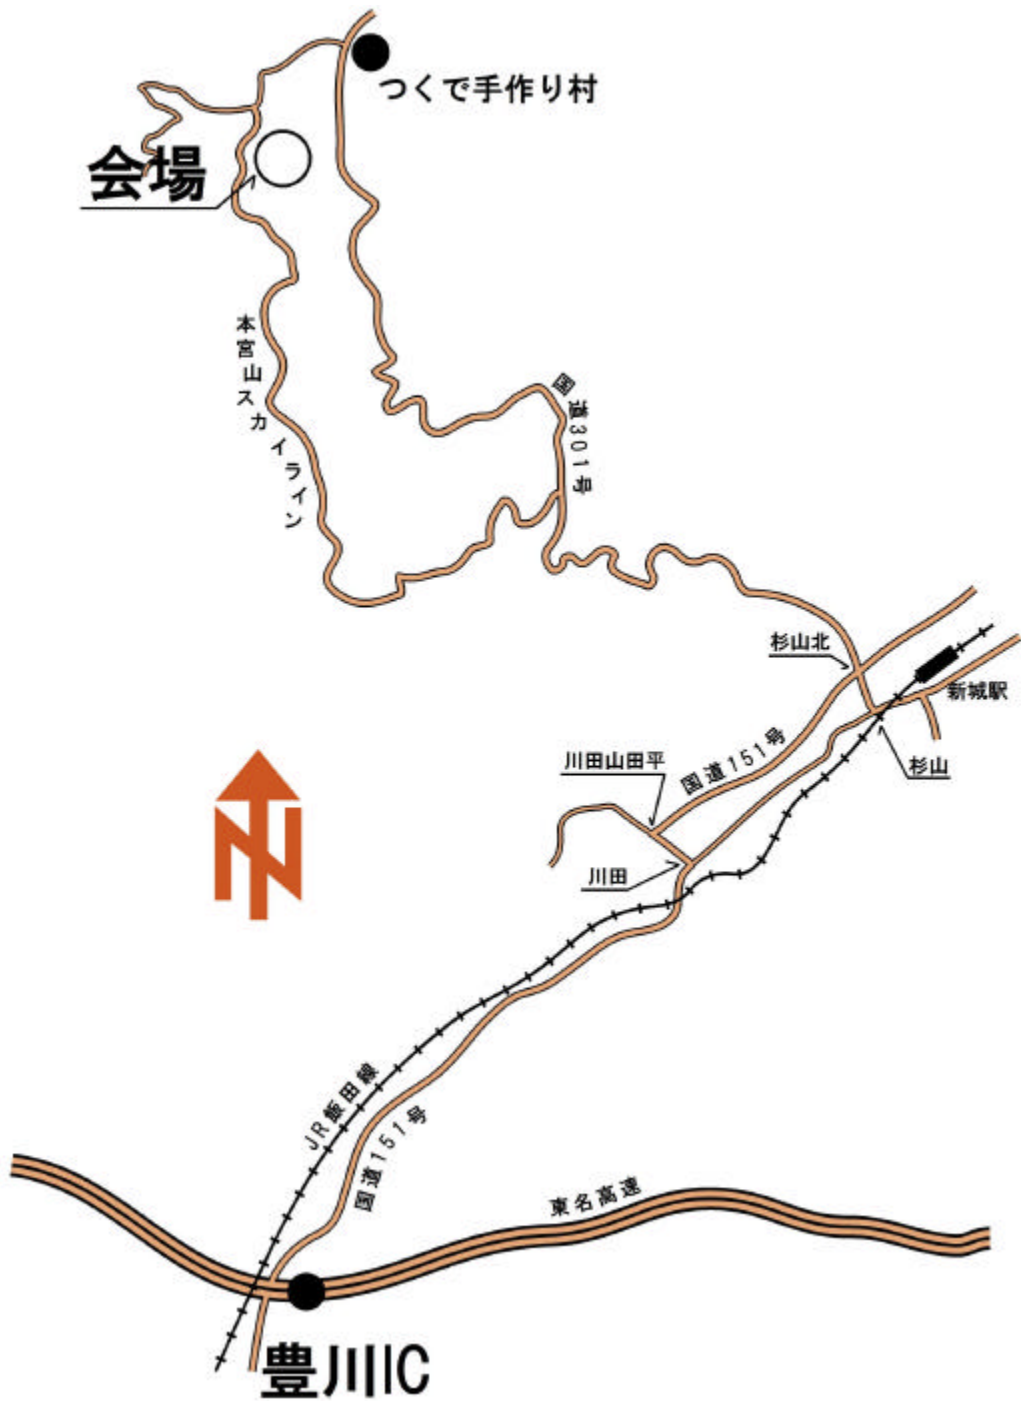 つくで手作り村
会場
本宮山スカイライン
国道301号
杉山北
新城駅
国道151号
川田山田平
杉山
川田
JR飯田線
国道151号
東名高速
豊川IC
N